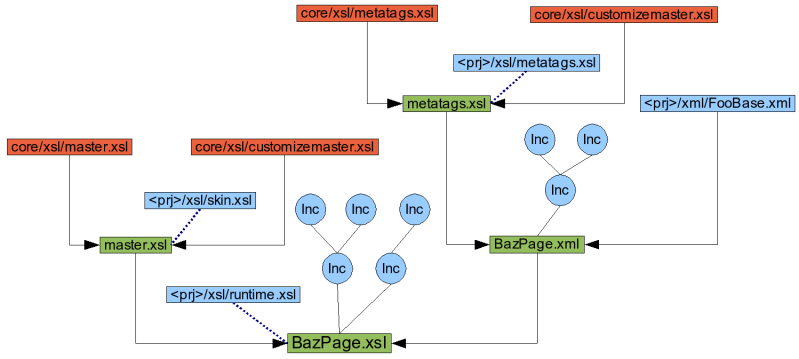 core/xsl/metatags.xsl
core/xsl/customizemaster.xsl
<prj>/xsl/metatags.xsl
metatags.xsl
<prj>/xml/FooBase.xml
core/xsl/master.xsl
core/xsl/customizemaster.xsl
Inc
Inc
Inc
<prj>/xsl/skin.xsl
Inc
Inc
Inc
master.xsl
BazPage.xml
Inc
Inc
<prj>/xsl/runtime.xsl
BazPage.xsl